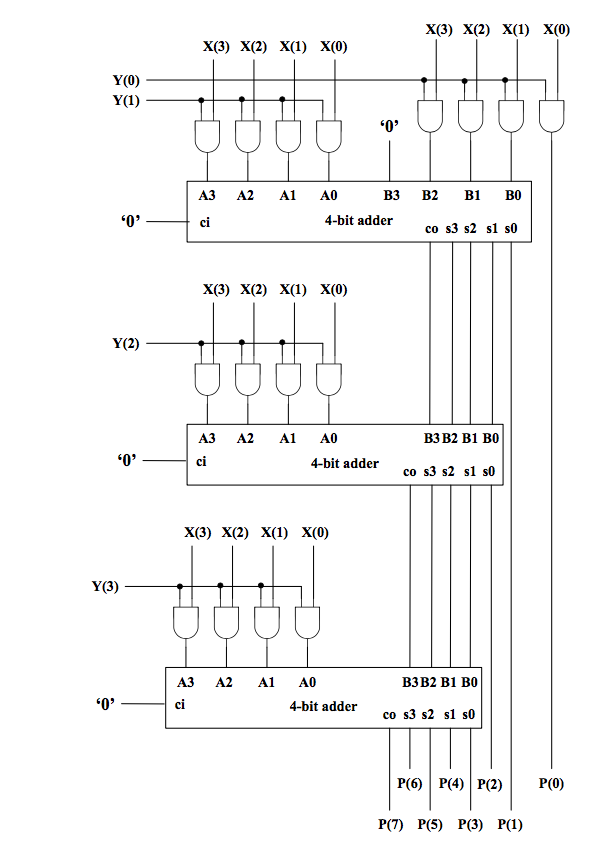 X(3) X(2) X(1) X(0)
X(3) X(2) X(1) X(0)
Y(0)
Y(1)
‘0’
A3 A2 A1 A0 B3 B2 B1 B0
‘0’ ci 4-bit adder co s3 s2 s1 s0
X(3) X(2) X(1) X(0)
Y(2)
A3 A2 A1 A0 B3 B2 B1 B0
‘0’ ci 4-bit adder co s3 s2 s1 s0
X(3) X(2) X(1) X(0)
Y(3)
A3 A2 A1 A0 B3 B2 B1 B0
‘0’ ci 4-bit adder co s3 s2 s1 s0
P(6) P(4) P(2) P(0)
P(7) P(5) P(3) P(1)